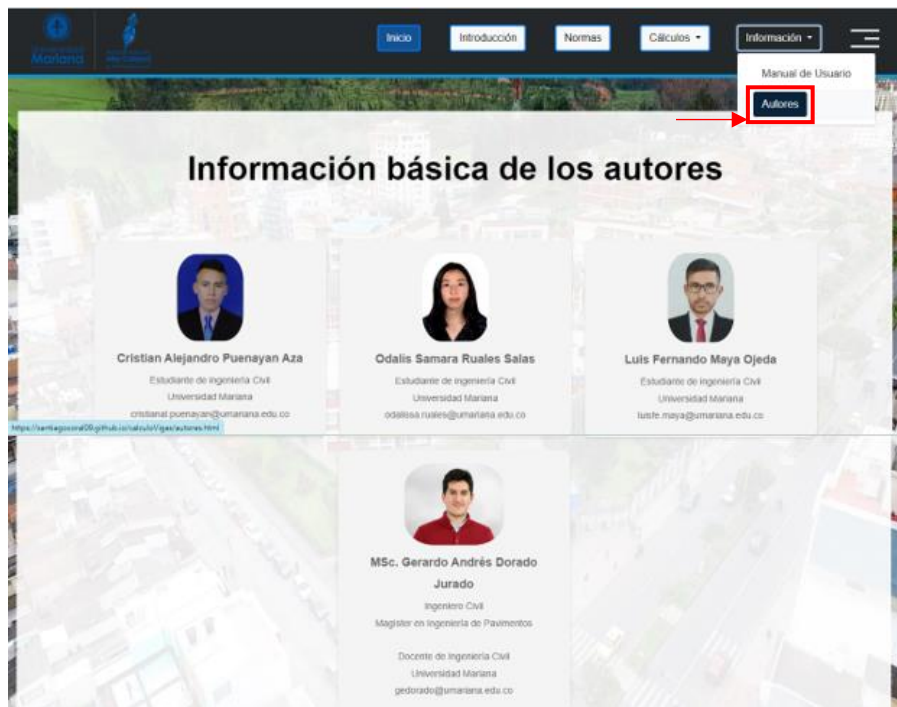 Mariana
Inicio
Introducción
Normas
Cálculos
Información
Manual de Usuario
Autores
Información básica de los autores
Cristian Alejandro Puenayan Aza
Estudiante de ingeniería Civil
Universidad Mariana
cristianal.puenayan@umariana.edu.co
Odalis Samara Ruales Salas
Estudiante de ingeniería Civil
Universidad Mariana
odalissa.ruales@umariana.edu.co
Luis Fernando Maya Ojeda
Estudiante de ingeniería Civil
Universidad Mariana
luisfe.maya@umariana.edu.co
MSc. Gerardo Andrés Dorado
Jurado
Ingeniero Civil
Magister en Ingeniería de Pavimentos
Docente de Ingeniería Civil
Universidad Mariana
gedorado@umariana.edu.co